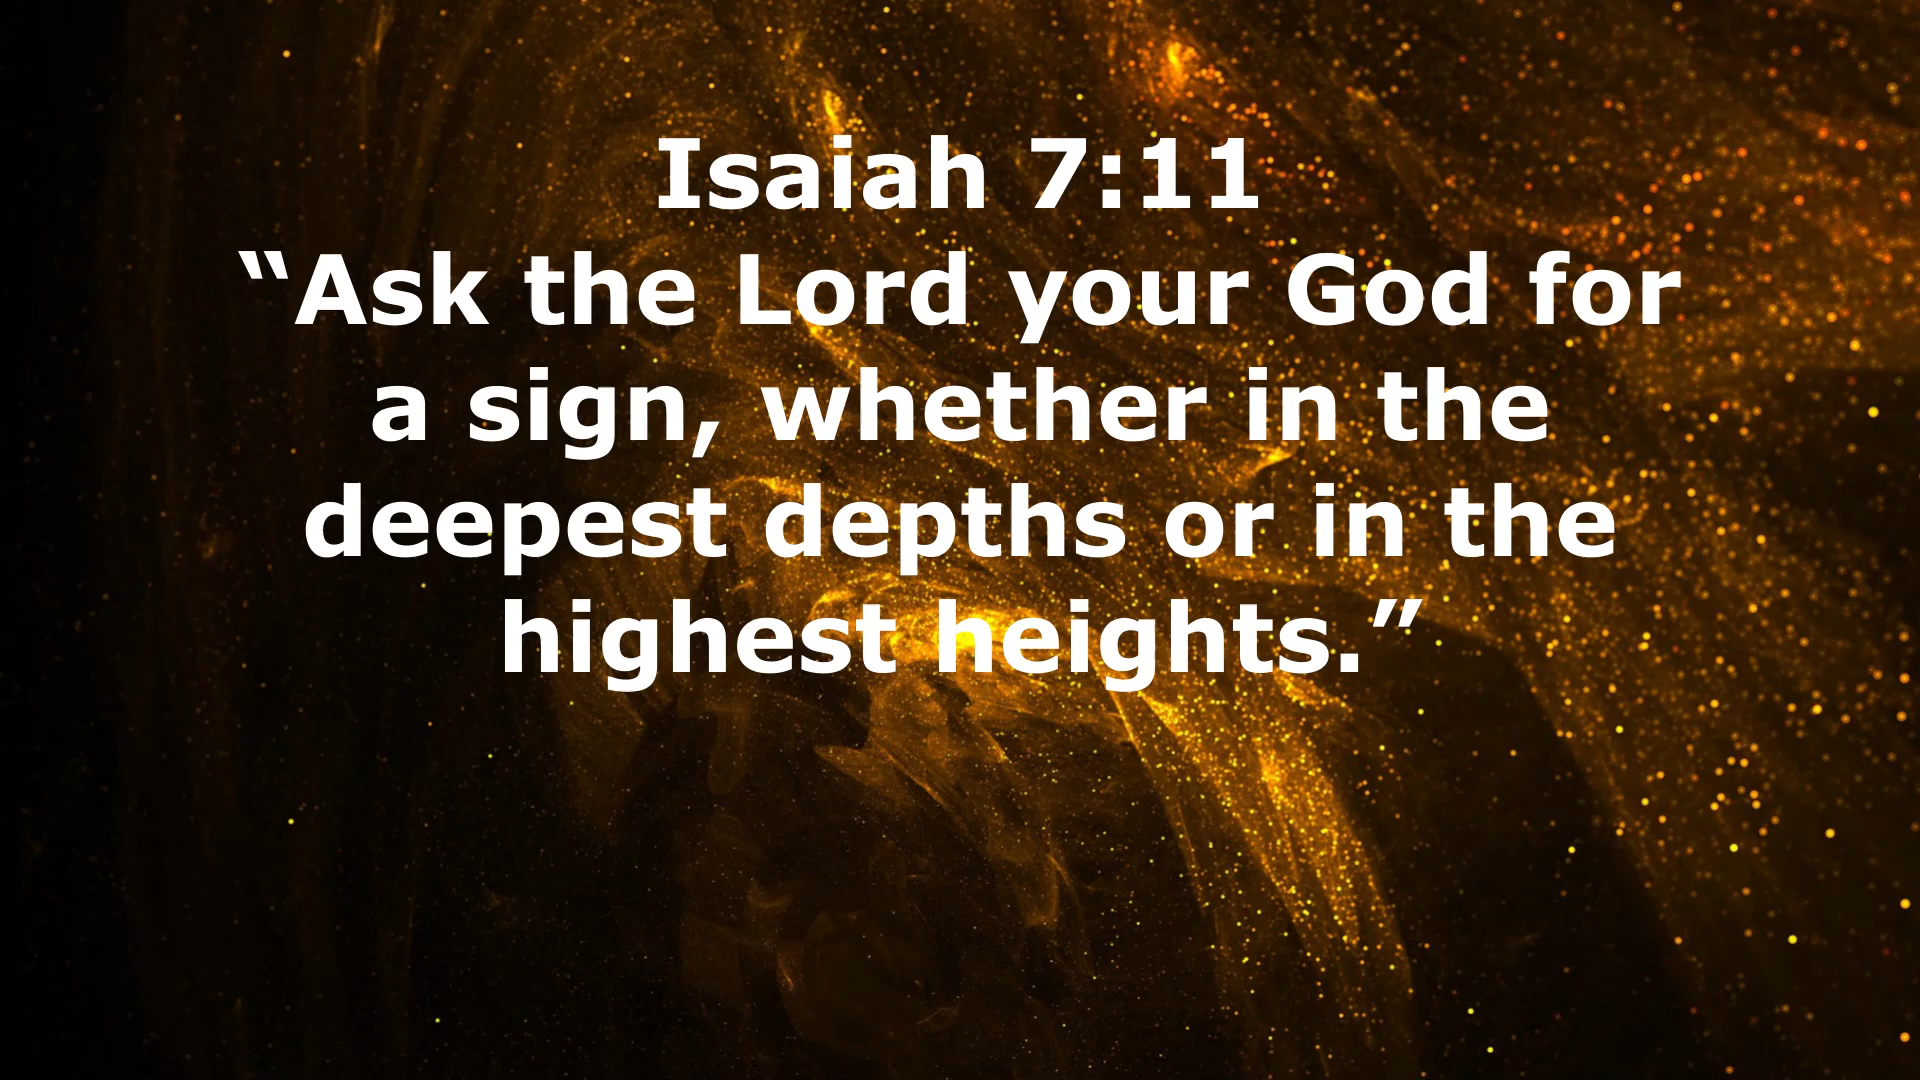 Isaiah 7:11
“Ask the Lord your God for
a sign, whether in the
deepest depths or in the
highest heights.”